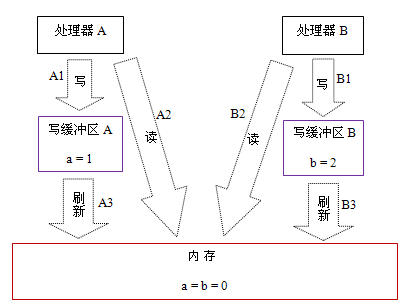 处理器 A
处理器 B
A1
写
A2
读
B2
读
写
B1
写缓冲区 A
a = 1
写缓冲区 B
b = 2
刷新
A3
刷新
B3
内 存
a = b = 0